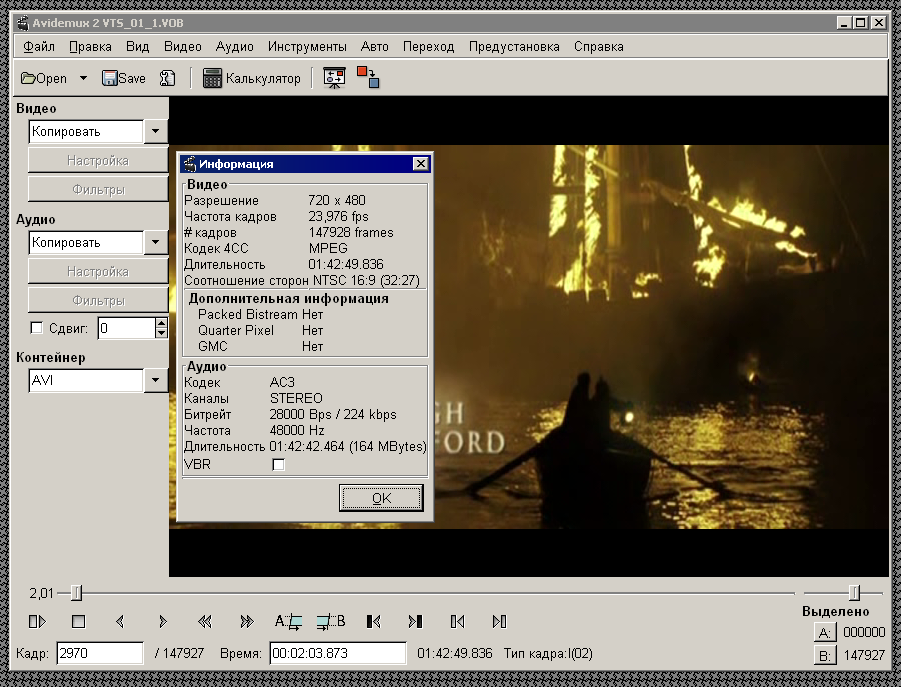 Avidemux 2 VTS_01_1.VOB
Файл Правка Вид Видео Аудио Инструменты Авто Переход Предустановка Справка
Open Save Калькулятор
Видео
Копировать
Настройка
Фильтры
Аудио
Копировать
Настройка
Фильтры
Сдвиг: 0
Контейнер
AVI
Информация
Видео
Разрешение 720 x 480
Частота кадров 23,976 fps
# кадров 147928 frames
Кодек 4CC MPEG
Длительность 01:42:49.836
Соотношение сторон NTSC 16:9 (32:27)
Дополнительная информация
Packed Bistream Нет
Quarter Pixel Нет
GMC Нет
Аудио
Кодек AC3
Каналы STEREO
Битрейт 28000 Bps / 224 kbps
Частота 48000 Hz
Длительность 01:42:42.464 (164 MBytes)
VBR
OK
GH
FORD
2,01
A B
Выделено
A: 000000
B: 147927
Кадр: 2970 / 147927 Время: 00:02:03.873 01:42:49.836 Тип кадра:I(02)